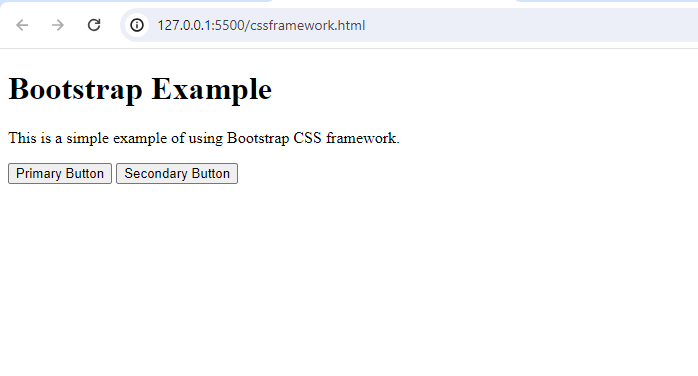 127.0.0.1:5500/cssframework.html
Bootstrap Example
This is a simple example of using Bootstrap CSS framework.
Primary Button Secondary Button